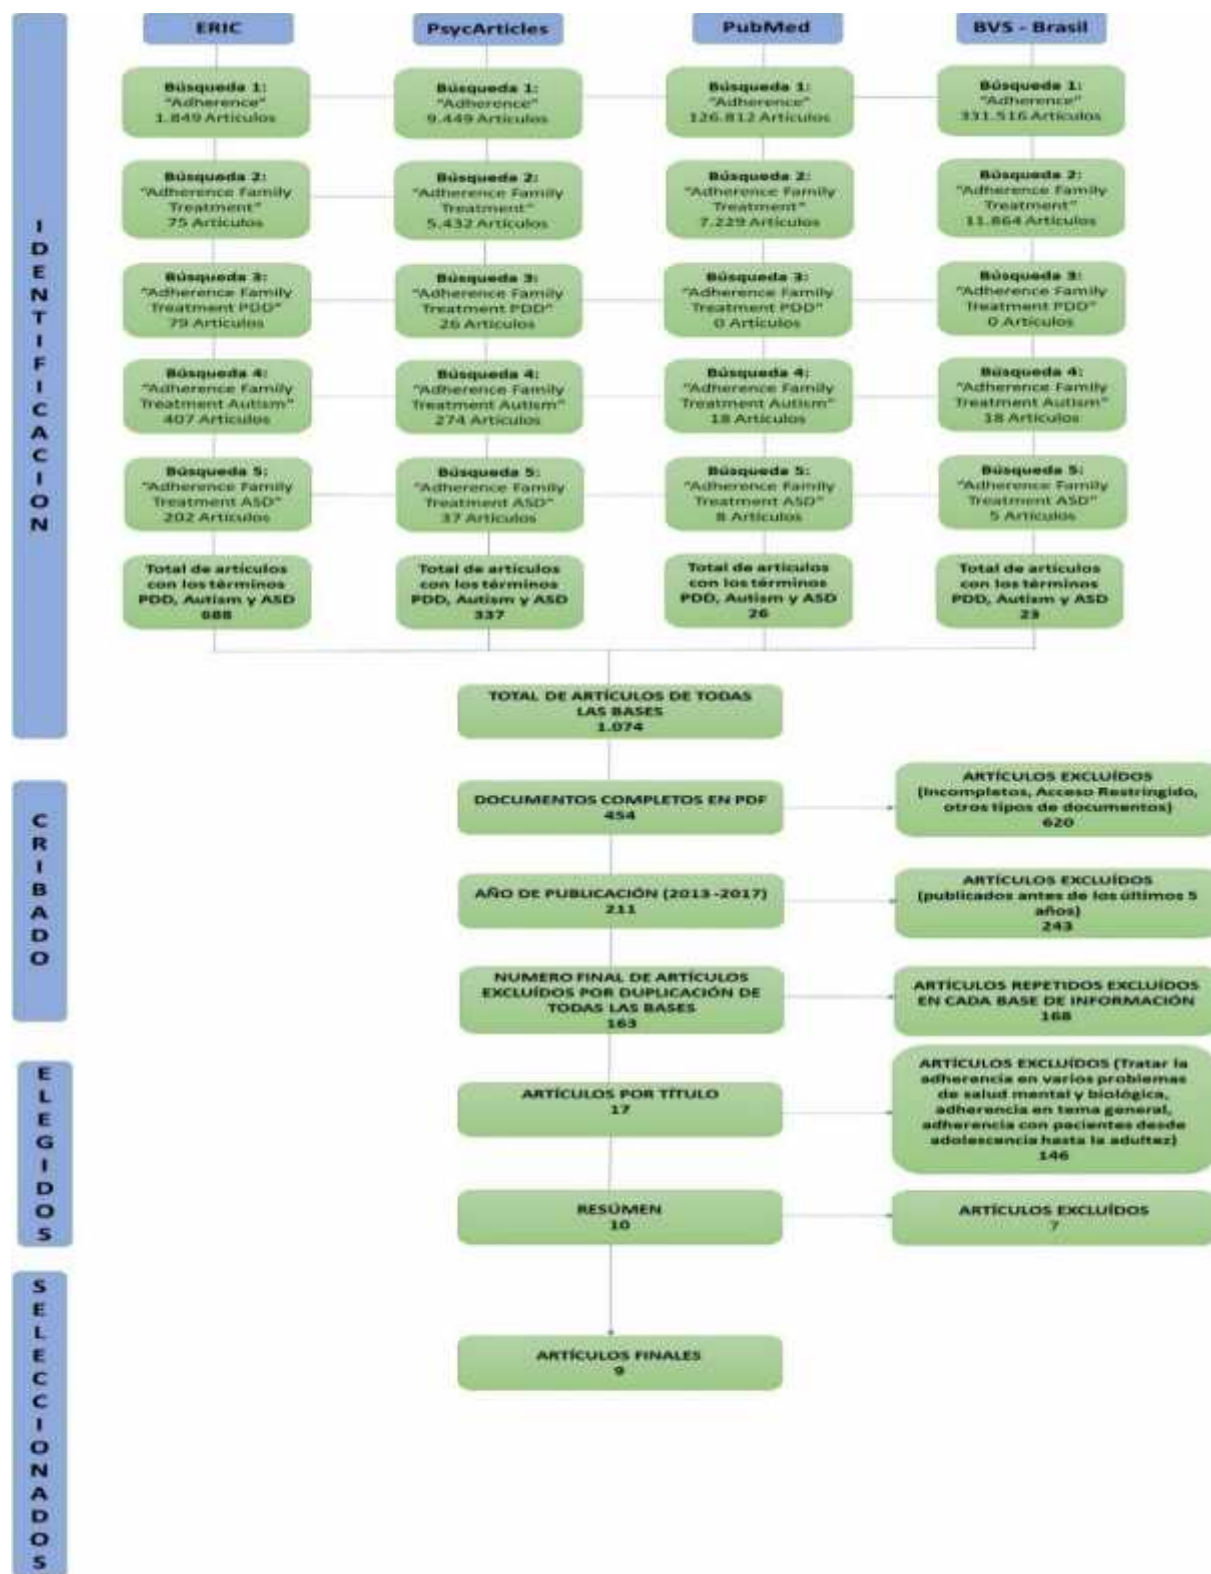 ERIC
PsycArticles
PubMed
BVS - Brasil
Búsqueda 1:
"Adherence"
1.849 Artículos
Búsqueda 1:
"Adherence"
9.449 Artículos
Búsqueda 1:
"Adherence"
126.812 Artículos
Búsqueda 1:
"Adherence"
331.516 Artículos
Búsqueda 2:
"Adherence Family
Treatment"
75 Artículos
Búsqueda 2:
"Adherence Family
Treatment"
5.432 Artículos
Búsqueda 2:
"Adherence Family
Treatment"
7.229 Artículos
Búsqueda 2:
"Adherence Family
Treatment"
11.864 Artículos
Búsqueda 3:
"Adherence Family
Treatment PDD"
79 Artículos
Búsqueda 3:
"Adherence Family
Treatment PDD"
26 Artículos
Búsqueda 3:
"Adherence Family
Treatment PDD"
0 Artículos
Búsqueda 3:
"Adherence Family
Treatment PDD"
0 Artículos
Búsqueda 4:
"Adherence Family
Treatment Autism"
407 Artículos
Búsqueda 4:
"Adherence Family
Treatment Autism"
274 Artículos
Búsqueda 4:
"Adherence Family
Treatment Autism"
18 Artículos
Búsqueda 4:
"Adherence Family
Treatment Autism"
18 Artículos
Búsqueda 5:
"Adherence Family
Treatment ASD"
202 Artículos
Búsqueda 5:
"Adherence Family
Treatment ASD"
37 Artículos
Búsqueda 5:
"Adherence Family
Treatment ASD"
8 Artículos
Búsqueda 5:
"Adherence Family
Treatment ASD"
5 Artículos
Total de artículos
con los términos
PDD, Autism y ASD
688
Total de artículos
con los términos
PDD, Autism y ASD
337
Total de artículos
con los términos
PDD, Autism y ASD
26
Total de artículos
con los términos
PDD, Autism y ASD
23
IDENTIFICACION
TOTAL DE ARTÍCULOS DE TODAS
LAS BASES
1.074
CRIBADO
DOCUMENTOS COMPLETOS EN PDF
454
ARTÍCULOS EXCLUÍDOS
(Incompletos, Acceso Restringido,
otros tipos de documentos)
620
AÑO DE PUBLICACIÓN (2013 -2017)
211
ARTÍCULOS EXCLUÍDOS
(publicados antes de los últimos 5
años)
243
NUMERO FINAL DE ARTÍCULOS
EXCLUÍDOS POR DUPLICACIÓN DE
TODAS LAS BASES
163
ARTÍCULOS REPETIDOS EXCLUÍDOS
EN CADA BASE DE INFORMACIÓN
168
ELEGIDOS
ARTÍCULOS POR TÍTULO
17
ARTÍCULOS EXCLUÍDOS (Tratar la
adherencia en varios problemas
de salud mental y biológica,
adherencia en tema general,
adherencia con pacientes desde
adolescencia hasta la adultez)
146
RESÚMEN
10
ARTÍCULOS EXCLUÍDOS
7
SELECCIONADOS
ARTÍCULOS FINALES
9